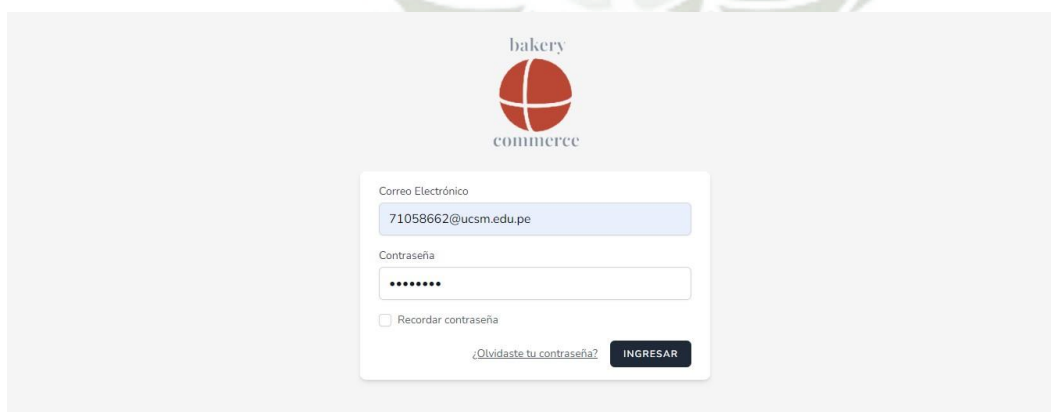 bakery
commerce
Correo Electrónico
71058662@ucsm.edu.pe
Contraseña
••••••••
Recordar contraseña
¿Olvidaste tu contraseña? INGRESAR